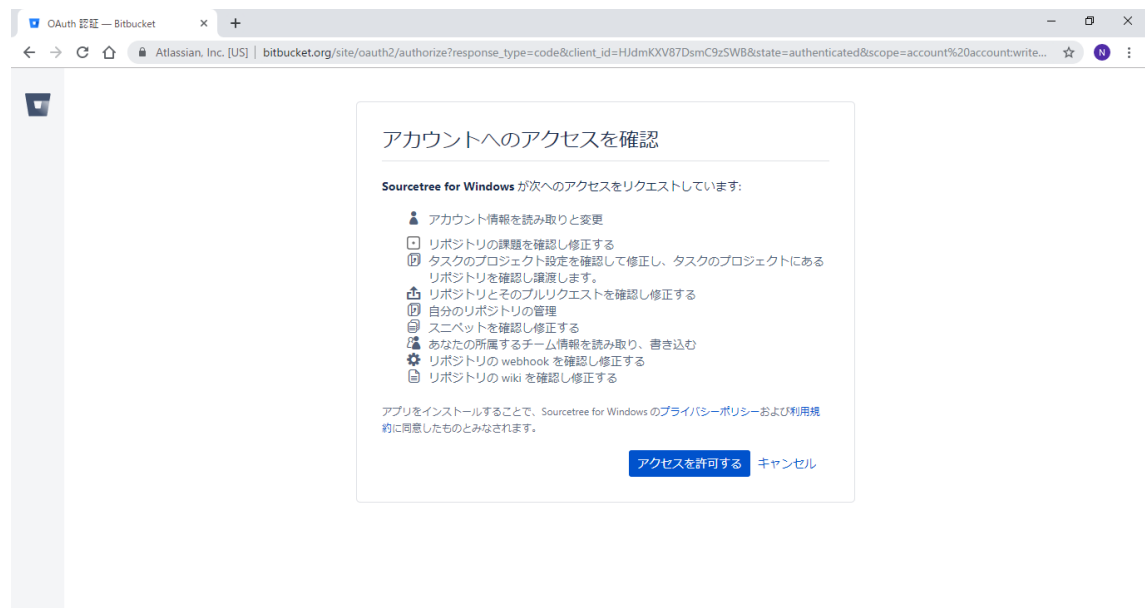 OAuth 認証 — Bitbucket
Atlassian, Inc. [US] | bitbucket.org/site/oauth2/authorize?response_type=code&client_id=HJdmKXV87DsmC9zSWB&state=authenticated&scope=account%20account:write...
N
アカウントへのアクセスを確認
Sourcetree for Windows が次へのアクセスをリクエストしています:
アカウント情報を読み取りと変更
リポジトリの課題を確認し修正する
タスクのプロジェクト設定を確認して修正し、タスクのプロジェクトにある
リポジトリを確認し譲渡します。
リポジトリとそのプルリクエストを確認し修正する
自分のリポジトリの管理
スニペットを確認し修正する
あなたの所属するチーム情報を読み取り、書き込む
リポジトリの webhook を確認し修正する
リポジトリの wiki を確認し修正する
アプリをインストールすることで、Sourcetree for Windows のプライバシーポリシーおよび利用規
約に同意したものとみなされます。
アクセスを許可する キャンセル